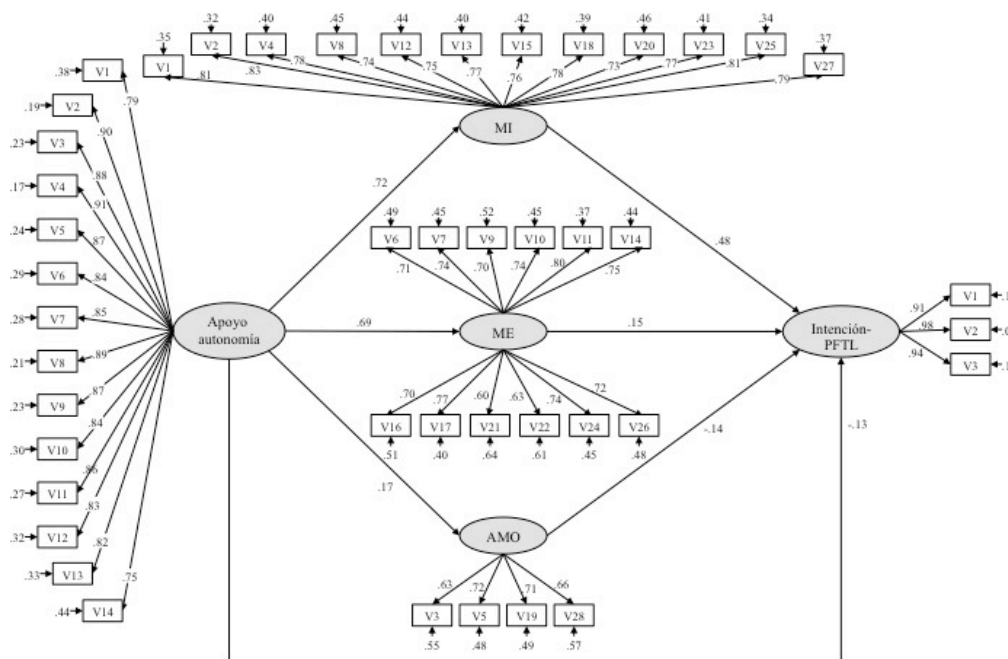 .35 .32 .40 .45 .44 .40 .42 .39 .46 .41 .34 .37
V1 V2 V4 V8 V12 V13 V15 V18 V20 V23 V25 V27
.81 .83 .78 .74 .75 .77 .76 .78 .73 .77 .81 .79
MI
.38 V1 .79
.19 V2 .90
.23 V3 .88
.17 V4 .91
.24 V5 .87
.29 V6 .84
.28 V7 .85
.21 V8 .89
.23 V9 .87
.30 V10 .84
.27 V11 .86
.32 V12 .83
.33 V13 .82
.44 V14 .75
Apoyo
autonomía
.72
.69
.17
.49 .45 .52 .45 .37 .44
V6 V7 V9 V10 V11 V14
.71 .74 .70 .74 .80 .75
ME
.70 .77 .60 .63 .74 .72
V16 V17 V21 V22 V24 V26
.51 .40 .64 .61 .45 .48
AMO
.63 .72 .71 .66
V3 V5 V19 V28
.55 .48 .49 .57
.48
.15
-.14
-.13
Intención-
PFTL
.91 V1
.98 V2
.94 V3